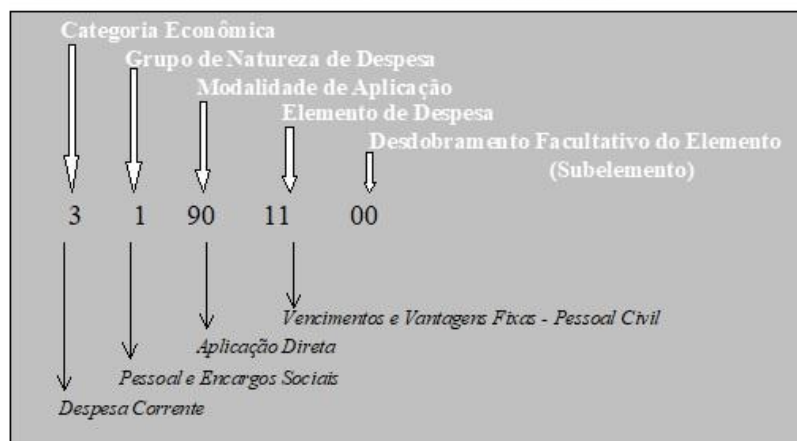 Categoria Econômica
Grupo de Natureza de Despesa
Modalidade de Aplicação
Elemento de Despesa
Desdobramento Facultativo do Elemento
(Subelemento)
3 1 90 11 00
Vencimentos e Vantagens Fixas - Pessoal Civil
Aplicação Direta
Pessoal e Encargos Sociais
Despesa Corrente